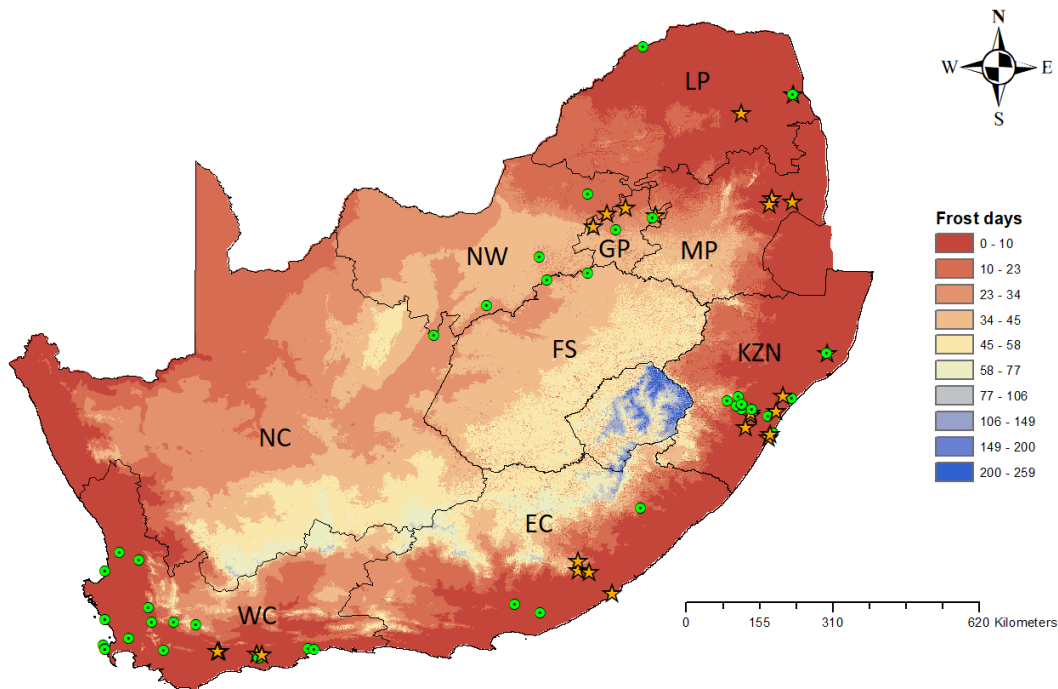 N
W E
S
LP
NW
GP
MP
FS
KZN
NC
EC
WC
Frost days
0 - 10
10 - 23
23 - 34
34 - 45
45 - 58
58 - 77
77 - 106
106 - 149
149 - 200
200 - 259
0 155 310 620 Kilometers